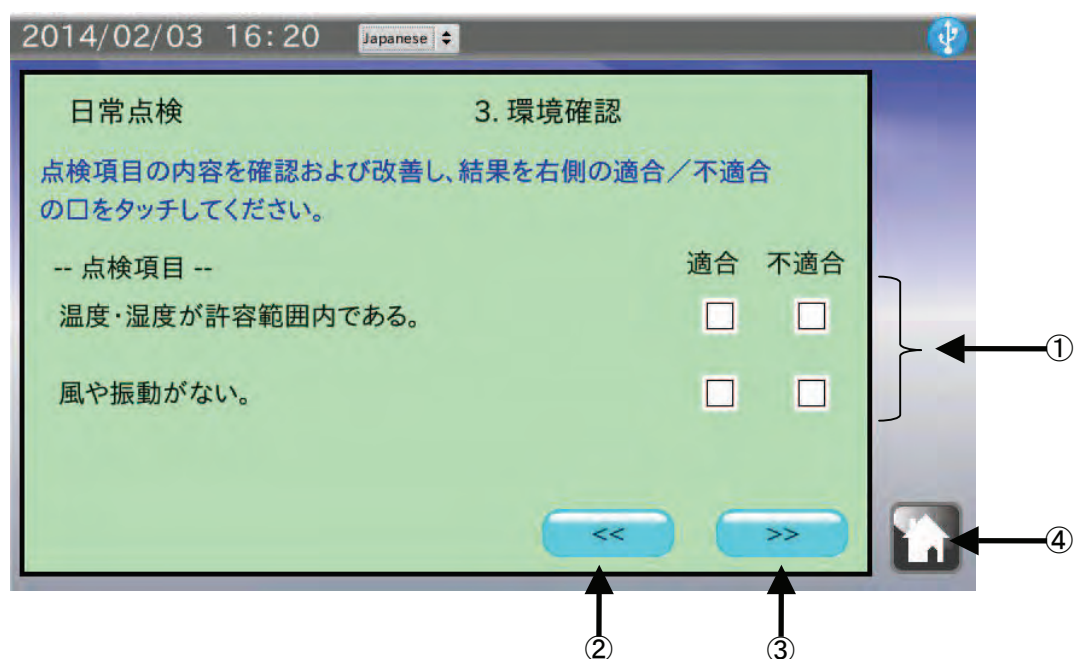 2014/02/03 16:20 Japanese
日常点検 3. 環境確認
点検項目の内容を確認および改善し、結果を右側の適合／不適合
の□をタッチしてください。
-- 点検項目 -- 適合 不適合
温度・湿度が許容範囲内である。
①
風や振動がない。
<< >>
④
② ③